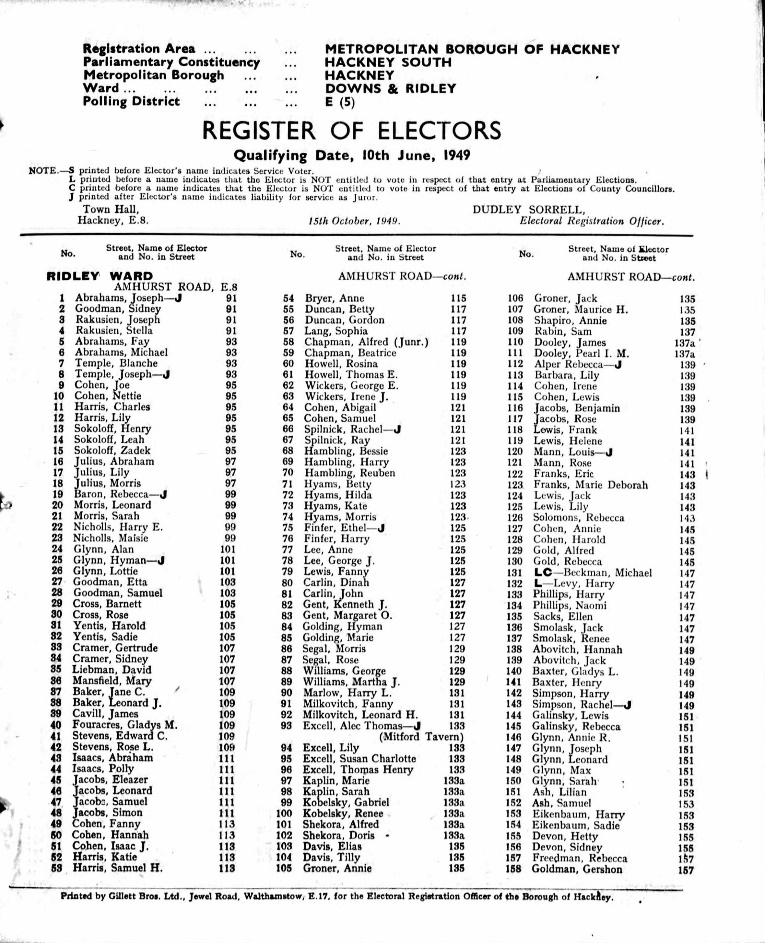 Registration Area ... ... ... METROPOLITAN BOROUGH OF HACKNEY
Parliamentary Constituency ... HACKNEY SOUTH
Metropolitan Borough ... ... HACKNEY
Ward ... ... ... ... ... DOWNS & RIDLEY
Polling District ... ... ... E (5)
REGISTER OF ELECTORS
Qualifying Date, 10th June, 1949
NOTE.—S printed before Elector's name indicates Service Voter.
L printed before a name indicates that the Elector is NOT entitled to vote in respect of that entry at Parliamentary Elections.
C printed before a name indicates that the Elector is NOT entitled to vote in respect of that entry at Elections of County Councillors.
J printed after Elector's name indicates liability for service as Juror.
Town Hall,
Hackney, E.8.
15th October, 1949.
DUDLEY SORRELL,
Electoral Registration Officer.
No. Street, Name of Elector and No. in Street
RIDLEY WARD
AMHURST ROAD, E.8
1 Abrahams, Joseph—J 91
2 Goodman, Sidney 91
3 Rakusien, Joseph 91
4 Rakusien, Stella 91
5 Abrahams, Fay 93
6 Abrahams, Michael 93
7 Temple, Blanche 93
8 Temple, Joseph—J 93
9 Cohen, Joe 95
10 Cohen, Nettie 95
11 Harris, Charles 95
12 Harris, Lily 95
13 Sokoloff, Henry 95
14 Sokoloff, Leah 95
15 Sokoloff, Zadek 95
16 Julius, Abraham 97
17 Julius, Lily 97
18 Julius, Morris 97
19 Baron, Rebecca—J 99
20 Morris, Leonard 99
21 Morris, Sarah 99
22 Nicholls, Harry E. 99
23 Nicholls, Maisie 99
24 Glynn, Alan 101
25 Glynn, Hyman—J 101
26 Glynn, Lottie 101
27 Goodman, Etta 103
28 Goodman, Samuel 103
29 Cross, Barnett 105
30 Cross, Rose 105
31 Yentis, Harold 105
32 Yentis, Sadie 105
33 Cramer, Gertrude 107
34 Cramer, Sidney 107
35 Liebman, David 107
36 Mansfield, Mary 107
37 Baker, Jane C. 109
38 Baker, Leonard J. 109
39 Cavill, James 109
40 Fouracres, Gladys M. 109
41 Stevens, Edward C. 109
42 Stevens, Rose L. 109
43 Isaacs, Abraham 111
44 Isaacs, Polly 111
45 Jacobs, Eleazer 111
46 Jacobs, Leonard 111
47 Jacobs, Samuel 111
48 Jacobs, Simon 111
49 Cohen, Fanny 113
50 Cohen, Hannah 113
51 Cohen, Isaac J. 113
52 Harris, Katie 113
53 Harris, Samuel H. 113
No. Street, Name of Elector and No. in Street
AMHURST ROAD—cont.
54 Bryer, Anne 115
55 Duncan, Betty 117
56 Duncan, Gordon 117
57 Lang, Sophia 117
58 Chapman, Alfred (Junr.) 119
59 Chapman, Beatrice 119
60 Howell, Rosina 119
61 Howell, Thomas E. 119
62 Wickers, George E. 119
63 Wickers, Irene J. 119
64 Cohen, Abigail 121
65 Cohen, Samuel 121
66 Spilnick, Rachel—J 121
67 Spilnick, Ray 121
68 Hambling, Bessie 123
69 Hambling, Harry 123
70 Hambling, Reuben 123
71 Hyams, Betty 123
72 Hyams, Hilda 123
73 Hyams, Kate 123
74 Hyams, Morris 123
75 Finfer, Ethel—J 125
76 Finfer, Harry 125
77 Lee, Anne 125
78 Lee, George J. 125
79 Lewis, Fanny 125
80 Carlin, Dinah 127
81 Carlin, John 127
82 Gent, Kenneth J. 127
83 Gent, Margaret O. 127
84 Golding, Hyman 127
85 Golding, Marie 127
86 Segal, Morris 129
87 Segal, Rose 129
88 Williams, George 129
89 Williams, Martha J. 129
90 Marlow, Harry L. 131
91 Milkovitch, Fanny 131
92 Milkovitch, Leonard H. 131
93 Excell, Alec Thomas—J 133
(Mitford Tavern)
94 Excell, Lily 133
95 Excell, Susan Charlotte 133
96 Excell, Thomas Henry 133
97 Kaplin, Marie 133a
98 Kaplin, Sarah 133a
99 Kobelsky, Gabriel 133a
100 Kobelsky, Renee 133a
101 Shekora, Alfred 133a
102 Shekora, Doris 133a
103 Davis, Elias 135
104 Davis, Tilly 135
105 Groner, Annie 135
No. Street, Name of Elector and No. in Street
AMHURST ROAD—cont.
106 Groner, Jack 135
107 Groner, Maurice H. 135
108 Shapiro, Annie 135
109 Rabin, Sam 137
110 Dooley, James 137a
111 Dooley, Pearl I. M. 137a
112 Alper Rebecca—J 139
113 Barbara, Lily 139
114 Cohen, Irene 139
115 Cohen, Lewis 139
116 Jacobs, Benjamin 139
117 Jacobs, Rose 139
118 Lewis, Frank 141
119 Lewis, Helene 141
120 Mann, Louis—J 141
121 Mann, Rose 141
122 Franks, Eric 143
123 Franks, Marie Deborah 143
124 Lewis, Jack 143
125 Lewis, Lily 143
126 Solomons, Rebecca 143
127 Cohen, Annie 145
128 Cohen, Harold 145
129 Gold, Alfred 145
130 Gold, Rebecca 145
131 LC—Beckman, Michael 147
132 L—Levy, Harry 147
133 Phillips, Harry 147
134 Phillips, Naomi 147
135 Sacks, Ellen 147
136 Smolask, Jack 147
137 Smolask, Renee 147
138 Abovitch, Hannah 149
139 Abovitch, Jack 149
140 Baxter, Gladys L. 149
141 Baxter, Henry 149
142 Simpson, Harry 149
143 Simpson, Rachel—J 149
144 Galinsky, Lewis 151
145 Galinsky, Rebecca 151
146 Glynn, Annie R. 151
147 Glynn, Joseph 151
148 Glynn, Leonard 151
149 Glynn, Max 151
150 Glynn, Sarah 151
151 Ash, Lilian 153
152 Ash, Samuel 153
153 Eikenbaum, Harry 153
154 Eikenbaum, Sadie 153
155 Devon, Hetty 155
156 Devon, Sidney 155
157 Freedman, Rebecca 157
158 Goldman, Gershon 157
Printed by Gillett Bros. Ltd., Jewel Road, Walthamstow, E.17, for the Electoral Registration Officer of the Borough of Hackney.